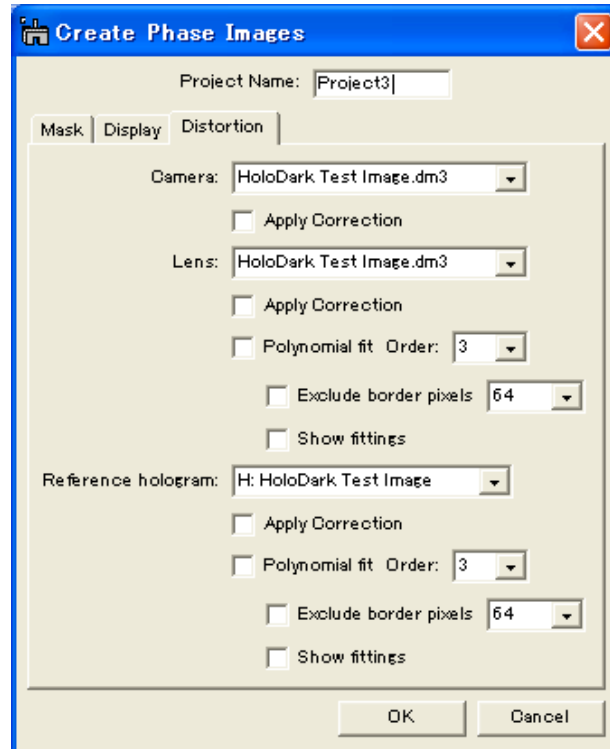 Create Phase Images
Project Name: Project3
Mask Display Distortion
Camera: HoloDark Test Image.dm3
Apply Correction
Lens: HoloDark Test Image.dm3
Apply Correction
Polynomial fit Order: 3
Exclude border pixels 64
Show fittings
Reference hologram: H: HoloDark Test Image
Apply Correction
Polynomial fit Order: 3
Exclude border pixels 64
Show fittings
OK Cancel